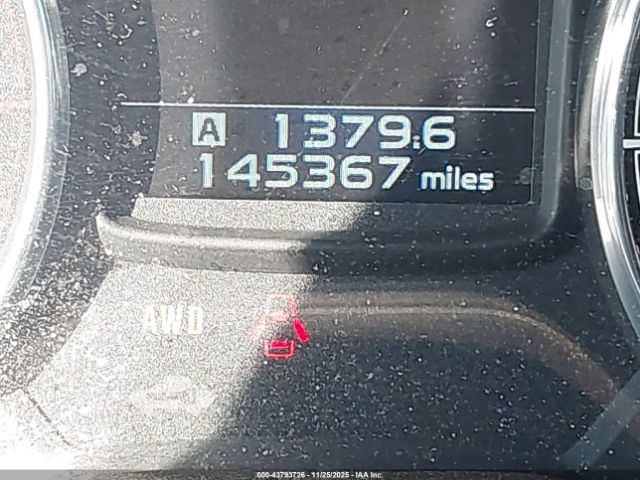 A 1379.6
145367 miles
AWD
000-43793726 - 11/25/2025 - IAA Inc.